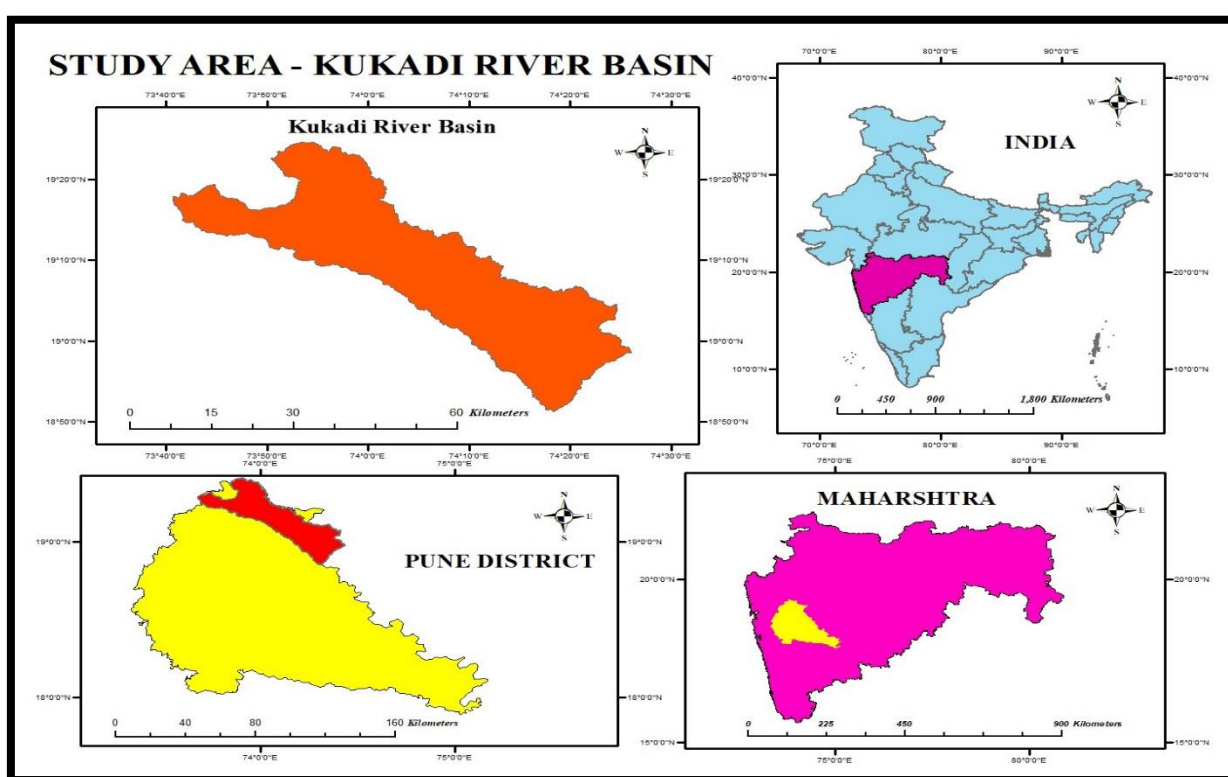 STUDY AREA - KUKADI RIVER BASIN
73°40'0"E 73°50'0"E 74°0'0"E 74°10'0"E 74°20'0"E 74°30'0"E
Kukadi River Basin
N
W E
S
19°20'0"N 19°20'0"N
19°10'0"N 19°10'0"N
19°0'0"N 19°0'0"N
18°50'0"N 18°50'0"N
0 15 30 60 Kilometers
73°40'0"E 73°50'0"E 74°0'0"E 74°10'0"E 74°20'0"E 74°30'0"E
70°0'0"E 80°0'0"E 90°0'0"E
40°0'0"N 40°0'0"N
N
W E
S
INDIA
30°0'0"N 30°0'0"N
20°0'0"N 20°0'0"N
10°0'0"N 10°0'0"N
0 450 900 1,800 Kilometers
70°0'0"E 80°0'0"E 90°0'0"E
74°0'0"E 75°0'0"E
N
W E
S
19°0'0"N 19°0'0"N
PUNE DISTRICT
18°0'0"N 18°0'0"N
0 40 80 160 Kilometers
74°0'0"E 75°0'0"E
75°0'0"E 80°0'0"E
MAHARSHTRA
N
W E
S
20°0'0"N 20°0'0"N
0 225 450 900 Kilometers
15°0'0"N 15°0'0"N
75°0'0"E 80°0'0"E